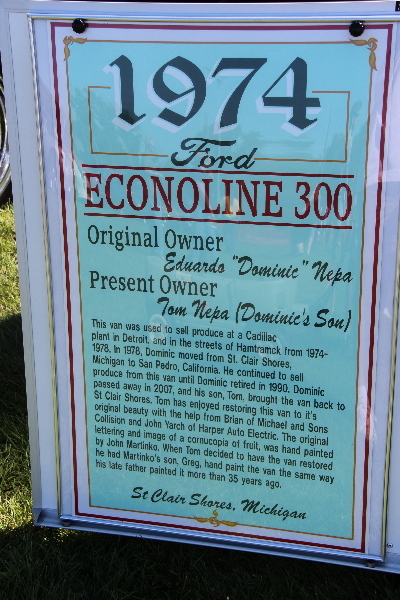 1974
Ford
ECONOLINE 300
Original Owner
Eduardo "Dominic" Nepa
Present Owner
Tom Nepa (Dominic's Son)
This van was used to sell produce at a Cadillac
plant in Detroit, and in the streets of Hamtramck from 1974-
1978. In 1978, Dominic moved from St. Clair Shores,
Michigan to San Pedro, California. He continued to sell
produce from this van until Dominic retired in 1990. Dominic
passed away in 2007, and his son, Tom, brought the van back to
St Clair Shores. Tom has enjoyed restoring this van to it's
original beauty with the help from Brian of Michael and Sons
Collision and John Yarch of Harper Auto Electric. The original
lettering and image of a cornucopia of fruit, was hand painted
by John Martinko. When Tom decided to have the van restored
he had Martinko's son, Greg, hand paint the van the same way
his late father painted it more than 35 years ago.
St Clair Shores, Michigan